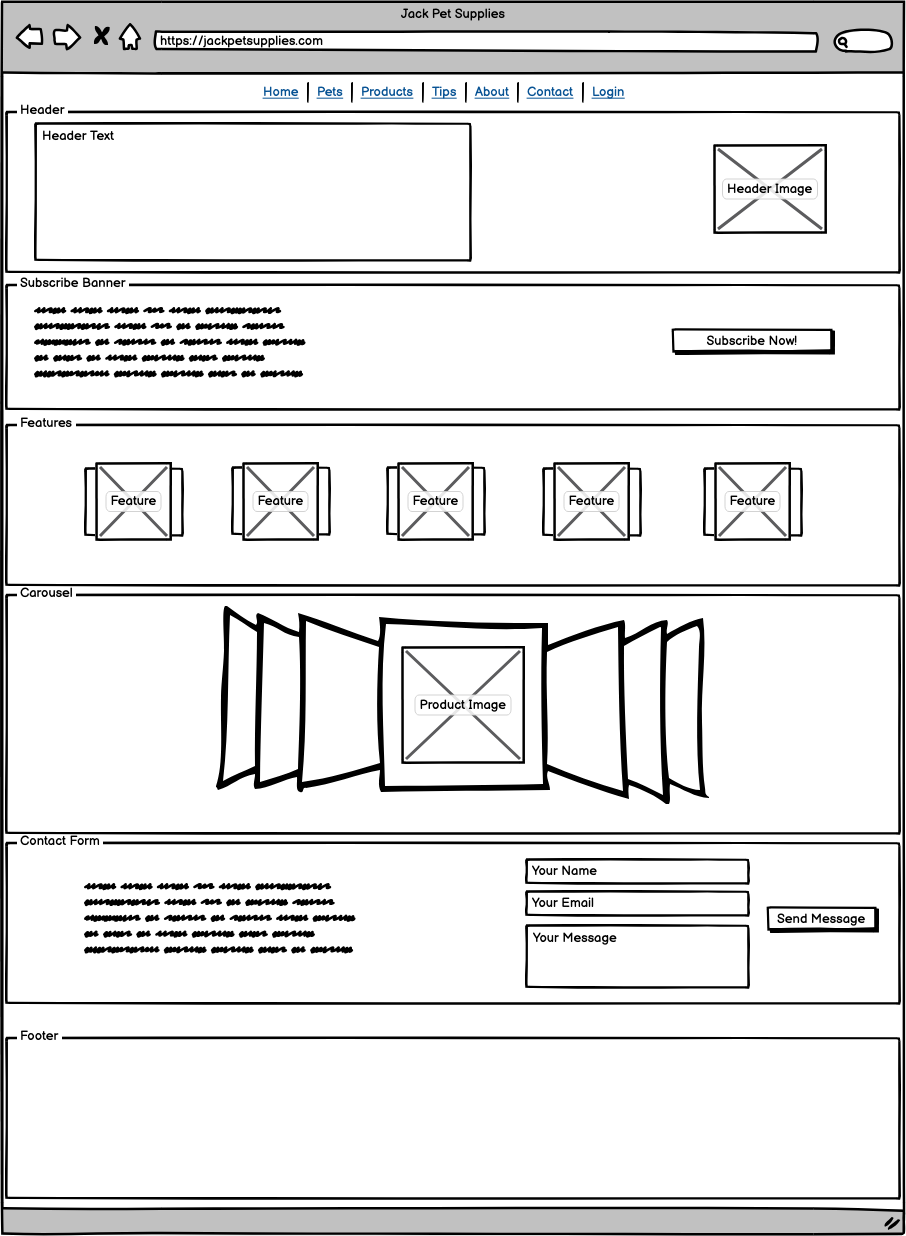 Jack Pet Supplies
https://jackpetsupplies.com
Home Pets Products Tips About Contact Login
Header
Header Text
Header Image
Subscribe Banner
Subscribe Now!
Features
Feature Feature Feature Feature Feature
Carousel
Product Image
Contact Form
Your Name
Your Email
Your Message
Send Message
Footer